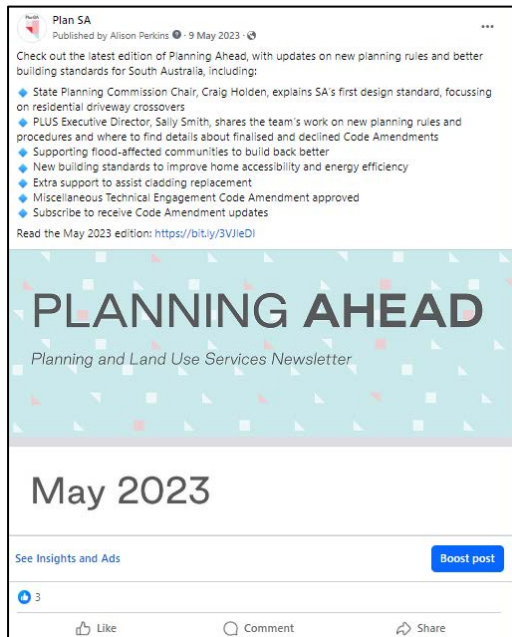 Plan SA
Published by Alison Perkins · 9 May 2023 ·
Check out the latest edition of Planning Ahead, with updates on new planning rules and better
building standards for South Australia, including:
State Planning Commission Chair, Craig Holden, explains SA's first design standard, focussing
on residential driveway crossovers
PLUS Executive Director, Sally Smith, shares the team's work on new planning rules and
procedures and where to find details about finalised and declined Code Amendments
Supporting flood-affected communities to build back better
New building standards to improve home accessibility and energy efficiency
Extra support to assist cladding replacement
Miscellaneous Technical Engagement Code Amendment approved
Subscribe to receive Code Amendment updates
Read the May 2023 edition: https://bit.ly/3VJIeDI
PLANNING AHEAD
Planning and Land Use Services Newsletter
May 2023
See Insights and Ads
Boost post
3
Like
Comment
Share